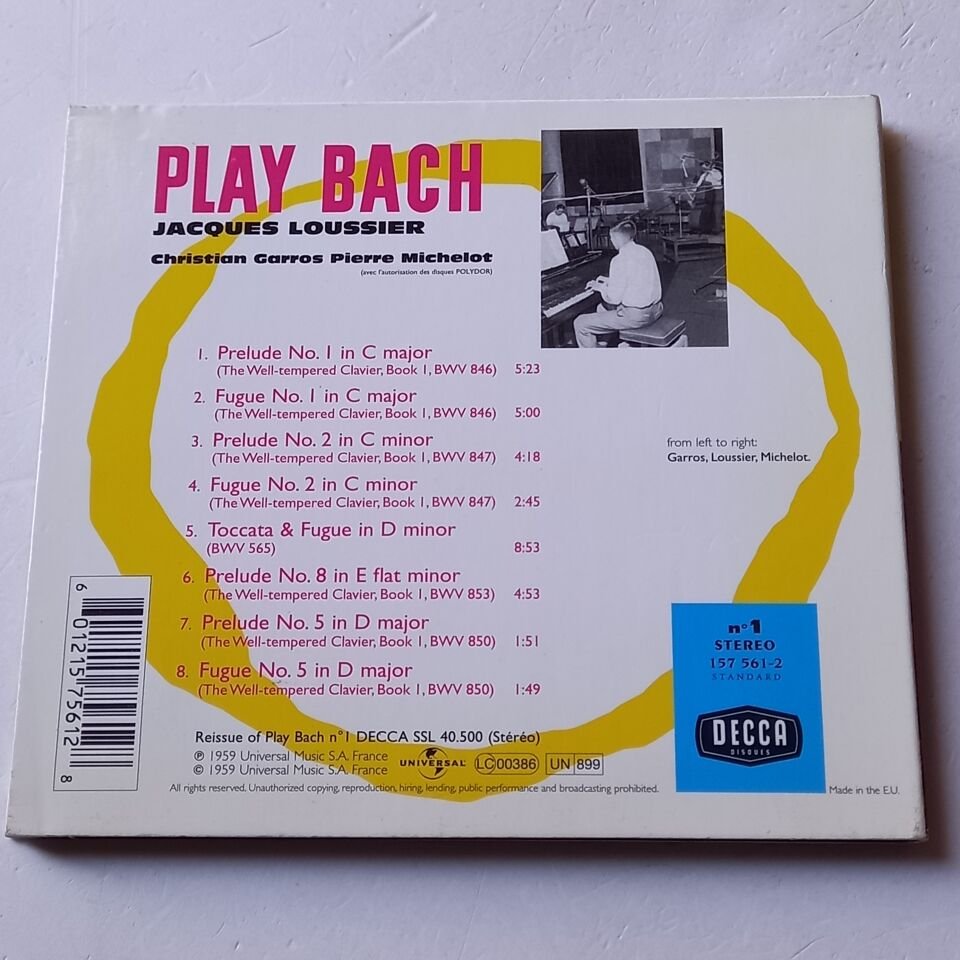 PLAY BACH
JACQUES LOUSSIER
Christian Garros Pierre Michelot
(avec l'autorisation des disques POLYDOR)
1. Prelude No. 1 in C major
(The Well-tempered Clavier, Book 1, BWV 846) 5:23
2. Fugue No. 1 in C major
(The Well-tempered Clavier, Book 1, BWV 846) 5:00
3. Prelude No. 2 in C minor
(The Well-tempered Clavier, Book 1, BWV 847) 4:18
4. Fugue No. 2 in C minor
(The Well-tempered Clavier, Book 1, BWV 847) 2:45
5. Toccata & Fugue in D minor
(BWV 565) 8:53
6. Prelude No. 8 in E flat minor
(The Well-tempered Clavier, Book 1, BWV 853) 4:53
7. Prelude No. 5 in D major
(The Well-tempered Clavier, Book 1, BWV 850) 1:51
8. Fugue No. 5 in D major
(The Well-tempered Clavier, Book 1, BWV 850) 1:49
from left to right:
Garros, Loussier, Michelot.
6 01215 75612 8
n°1
STEREO
157 561-2
STANDARD
DECCA
DISQUES
Reissue of Play Bach n°1 DECCA SSL 40.500 (Stéréo)
℗ 1959 Universal Music S.A. France
© 1959 Universal Music S.A. France
UNIVERSAL
LC00386
UN 899
All rights reserved. Unauthorized copying, reproduction, hiring, lending, public performance and broadcasting prohibited.
Made in the E.U.